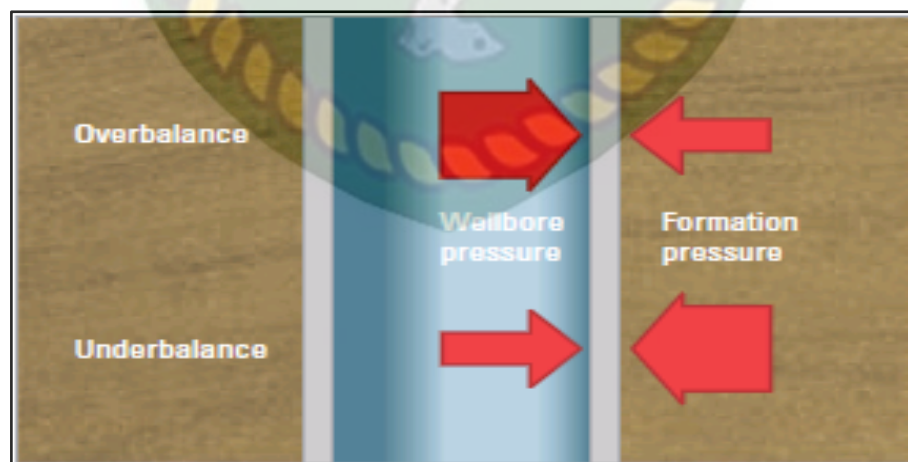 Overbalance
Wellbore
pressure
Formation
pressure
Underbalance